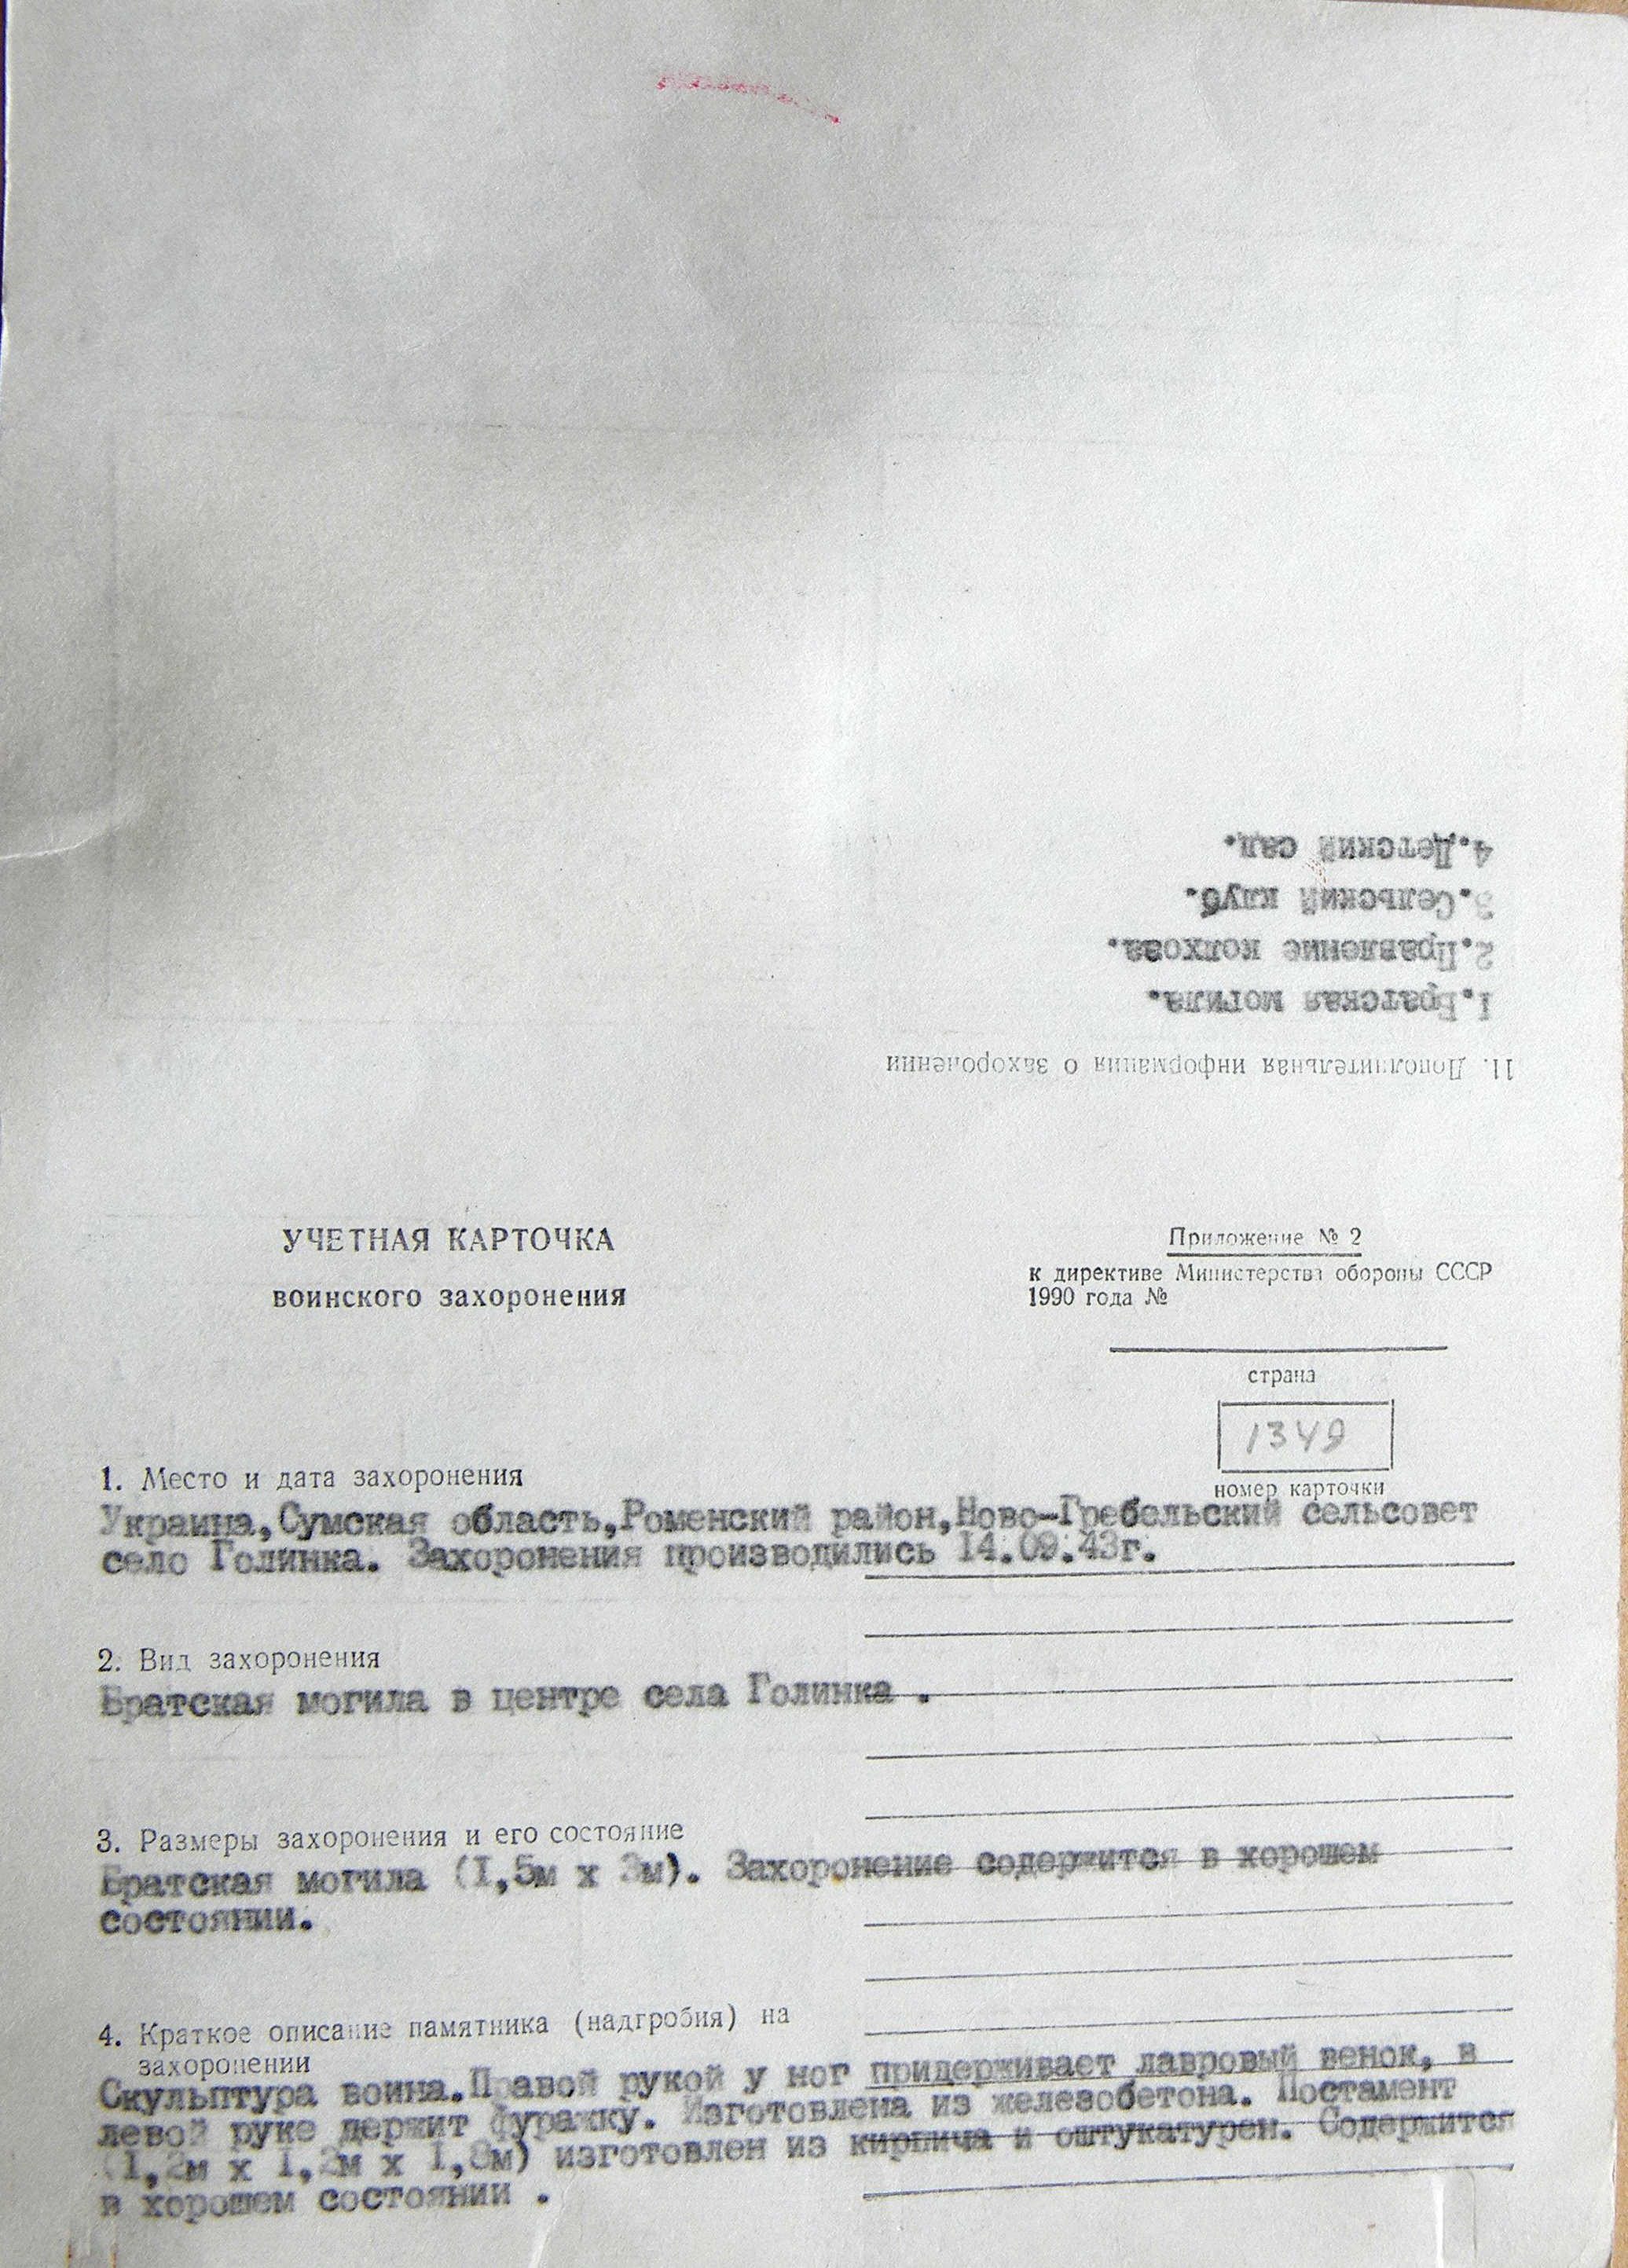 11. Дополнительная информация о захоронении
1.Братская могила.
2.Правление колхоза.
3.Сельский клуб.
4.Детский сад.
УЧЕТНАЯ КАРТОЧКА
воинского захоронения
Приложение № 2
к директиве Министерства обороны СССР
1990 года №
страна
1349
номер карточки
1. Место и дата захоронения
Украина,Сумская область,Роменский район,Ново-Гребельский сельсовет
село Голинка. Захоронения производились 14.09.43г.
2. Вид захоронения
Братская могила в центре села Голинка .
3. Размеры захоронения и его состояние
Братская могила (1,5м х 3м). Захоронение содержится в хорошем
состоянии.
4. Краткое описание памятника (надгробия) на
захоронении
Скульптура воина.Правой рукой у ног придерживает лавровый венок, в
левой руке держит фуражку. Изготовлена из железобетона. Постамент
(1,2м х 1,2м х 1,8м) изготовлен из кирпича и оштукатурен. Содержится
в хорошем состоянии .